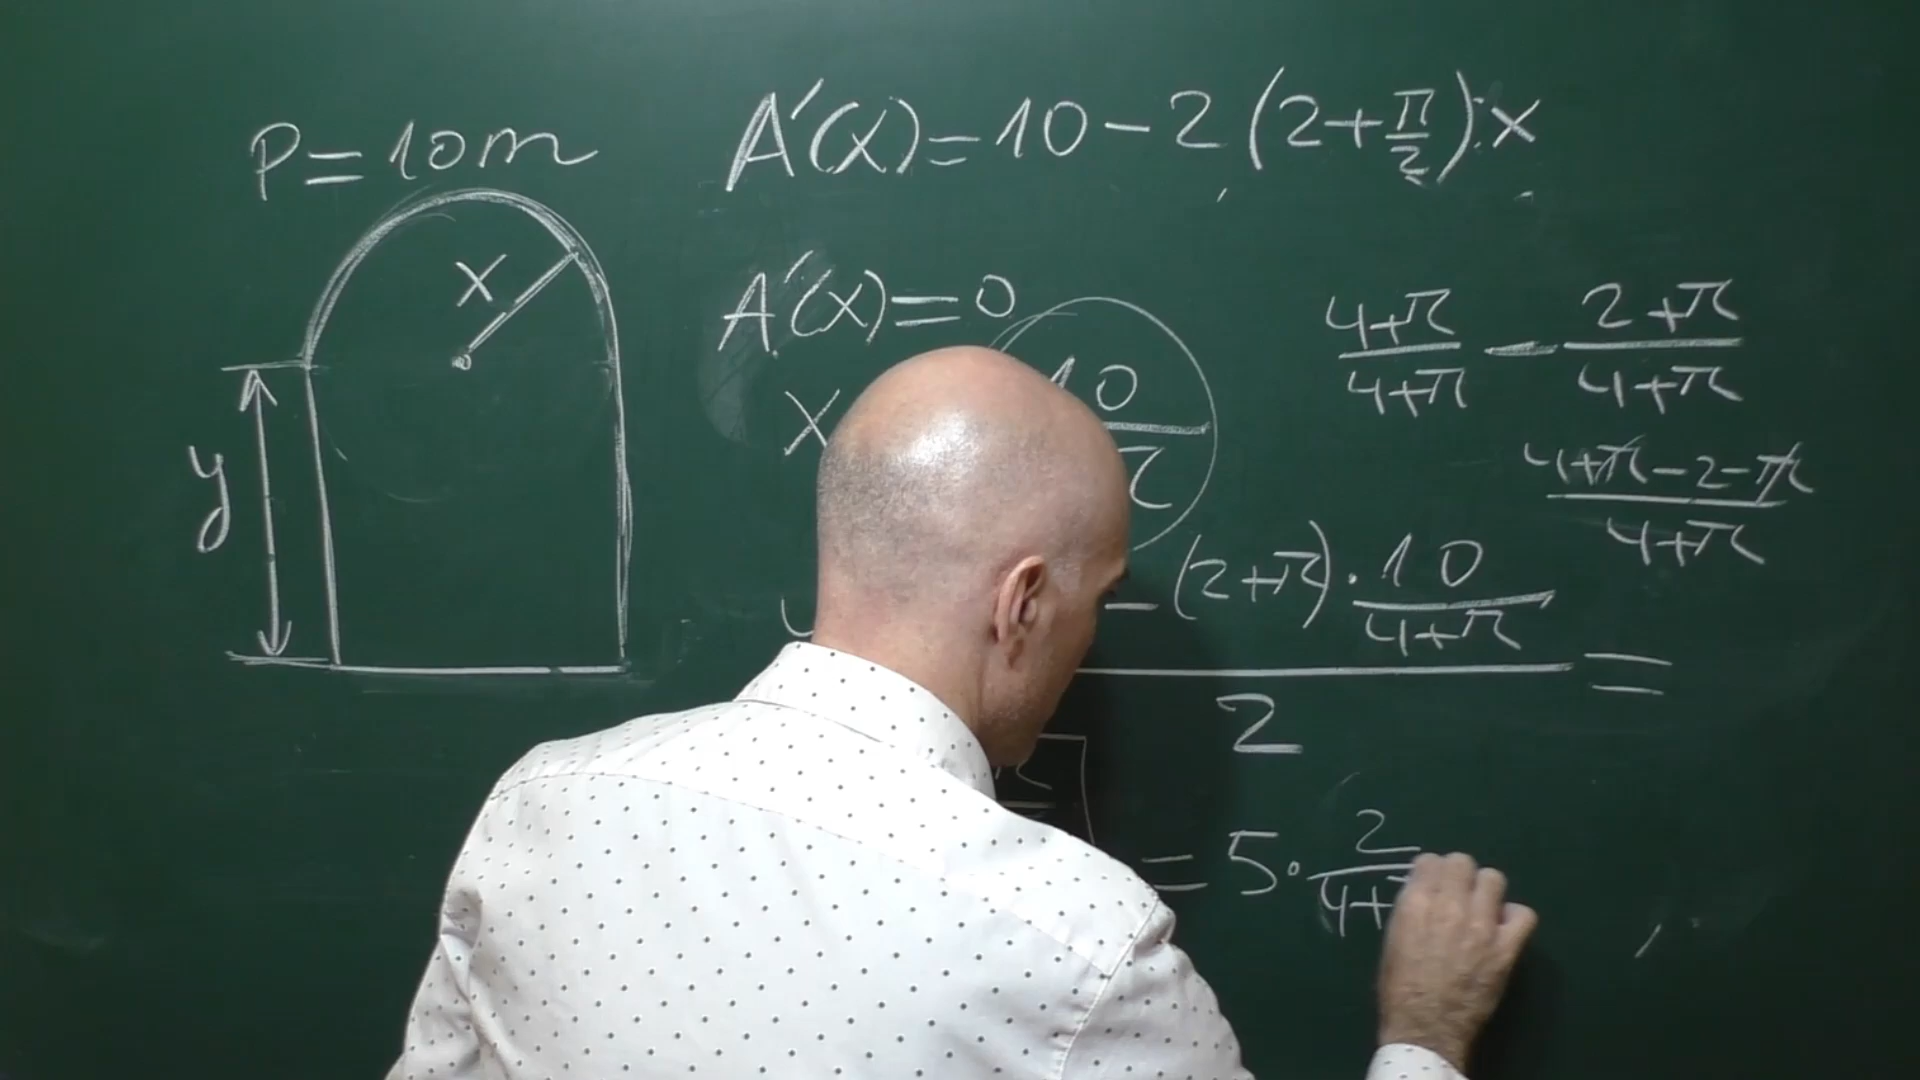 P=10m
x
y
A'(x)=10-2(2+π/2)·x
A'(x)=0
x
10
π
(4+π)/(4+π) - (2+π)/(4+π)
(4+π-2-π)/(4+π)
y
-(2+π)·10/(4+π)
2
=
= 5·2/(4+